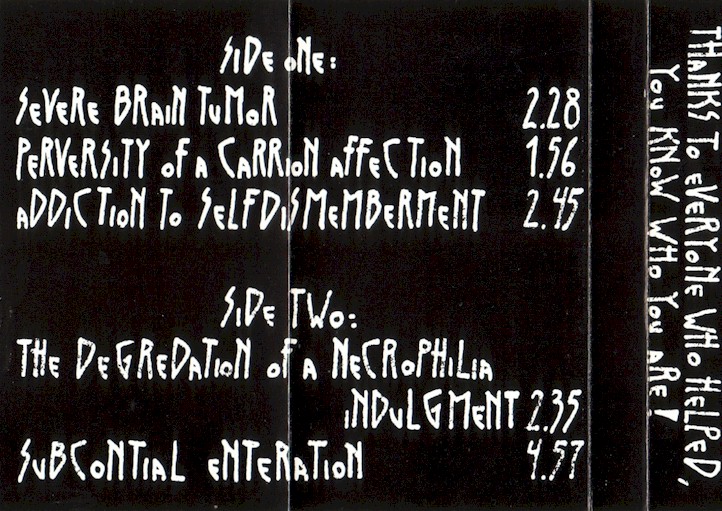 SiDE oNE:
SEVERE BRAiN TuMoR 2.28
PERVERSiTY oF A CARRioN AFFECTioN 1.56
ADDiCTioN To SELFDiSMEMBERMENT 2.45
SiDE TWo:
THE DEGREDATioN oF A NECRoPHiLiA
iNDuLGMENT 2.35
SuBCoNTiAL ENTERATioN 4.57
THANKS To EVERYoNE WHo HELPED,
You KNoW WHo You ARE!